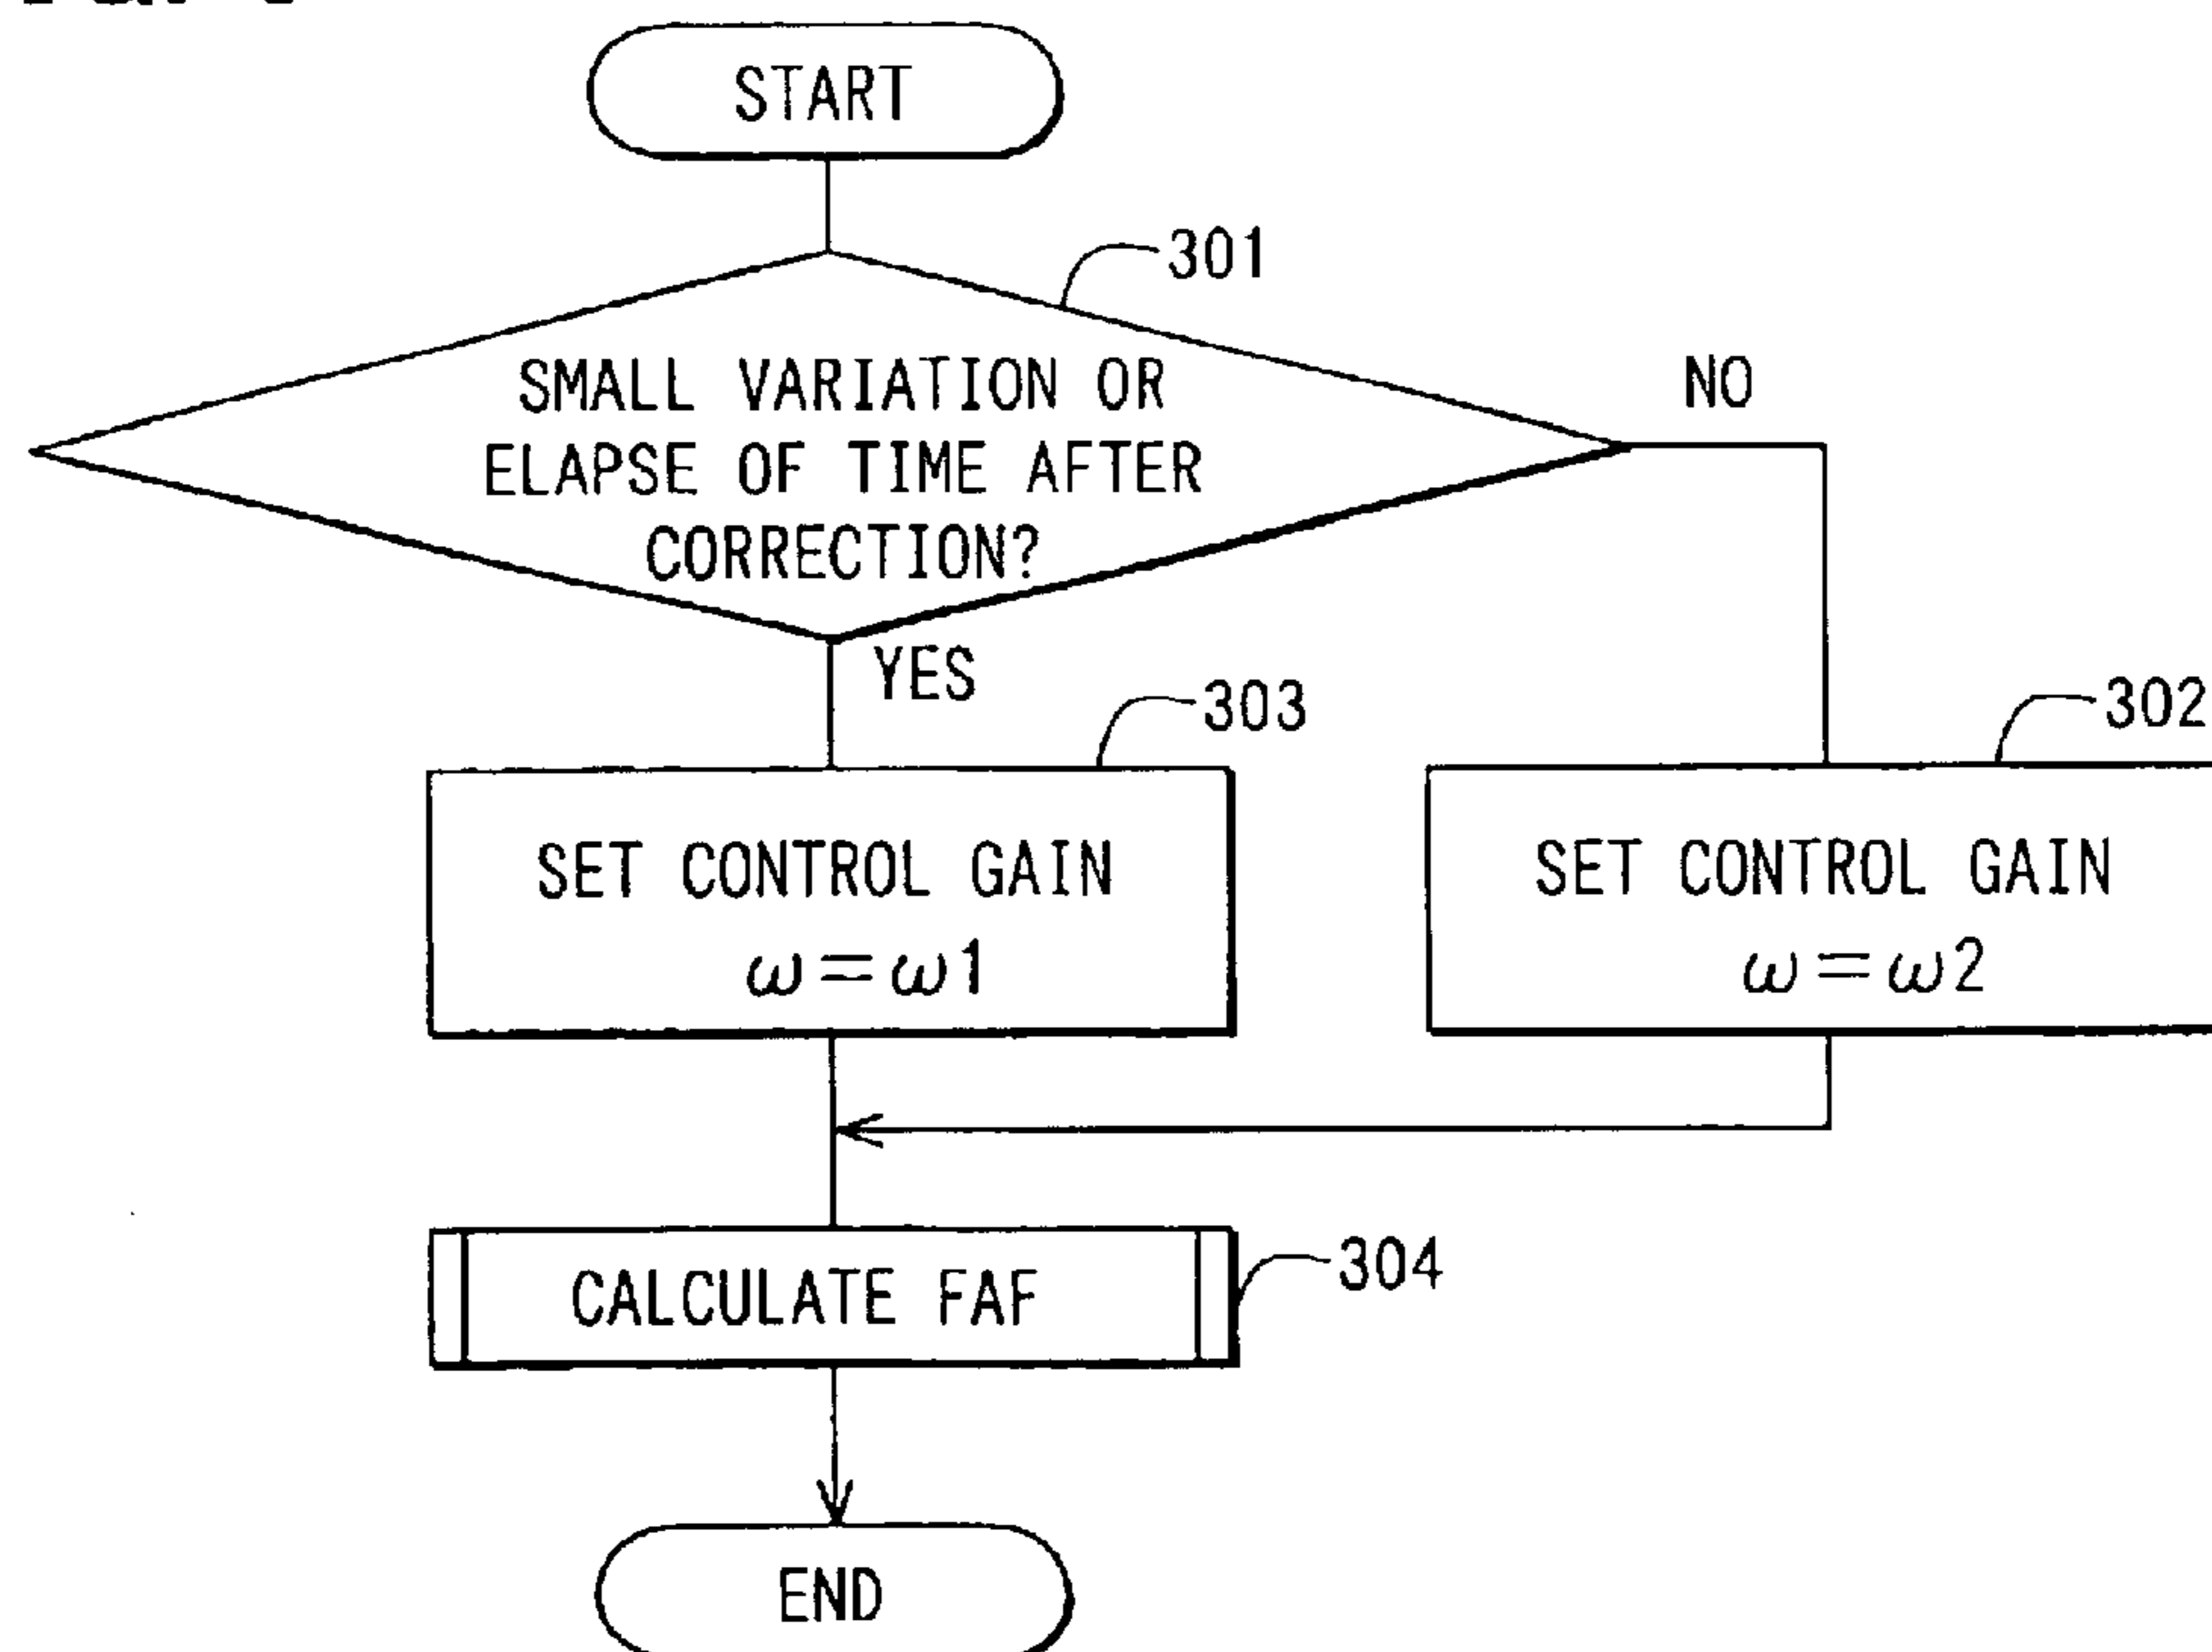 START
301
SMALL VARIATION OR
ELAPSE OF TIME AFTER
CORRECTION?
NO
YES
303
302
SET CONTROL GAIN
ω=ω1
SET CONTROL GAIN
ω=ω2
CALCULATE FAF
304
END